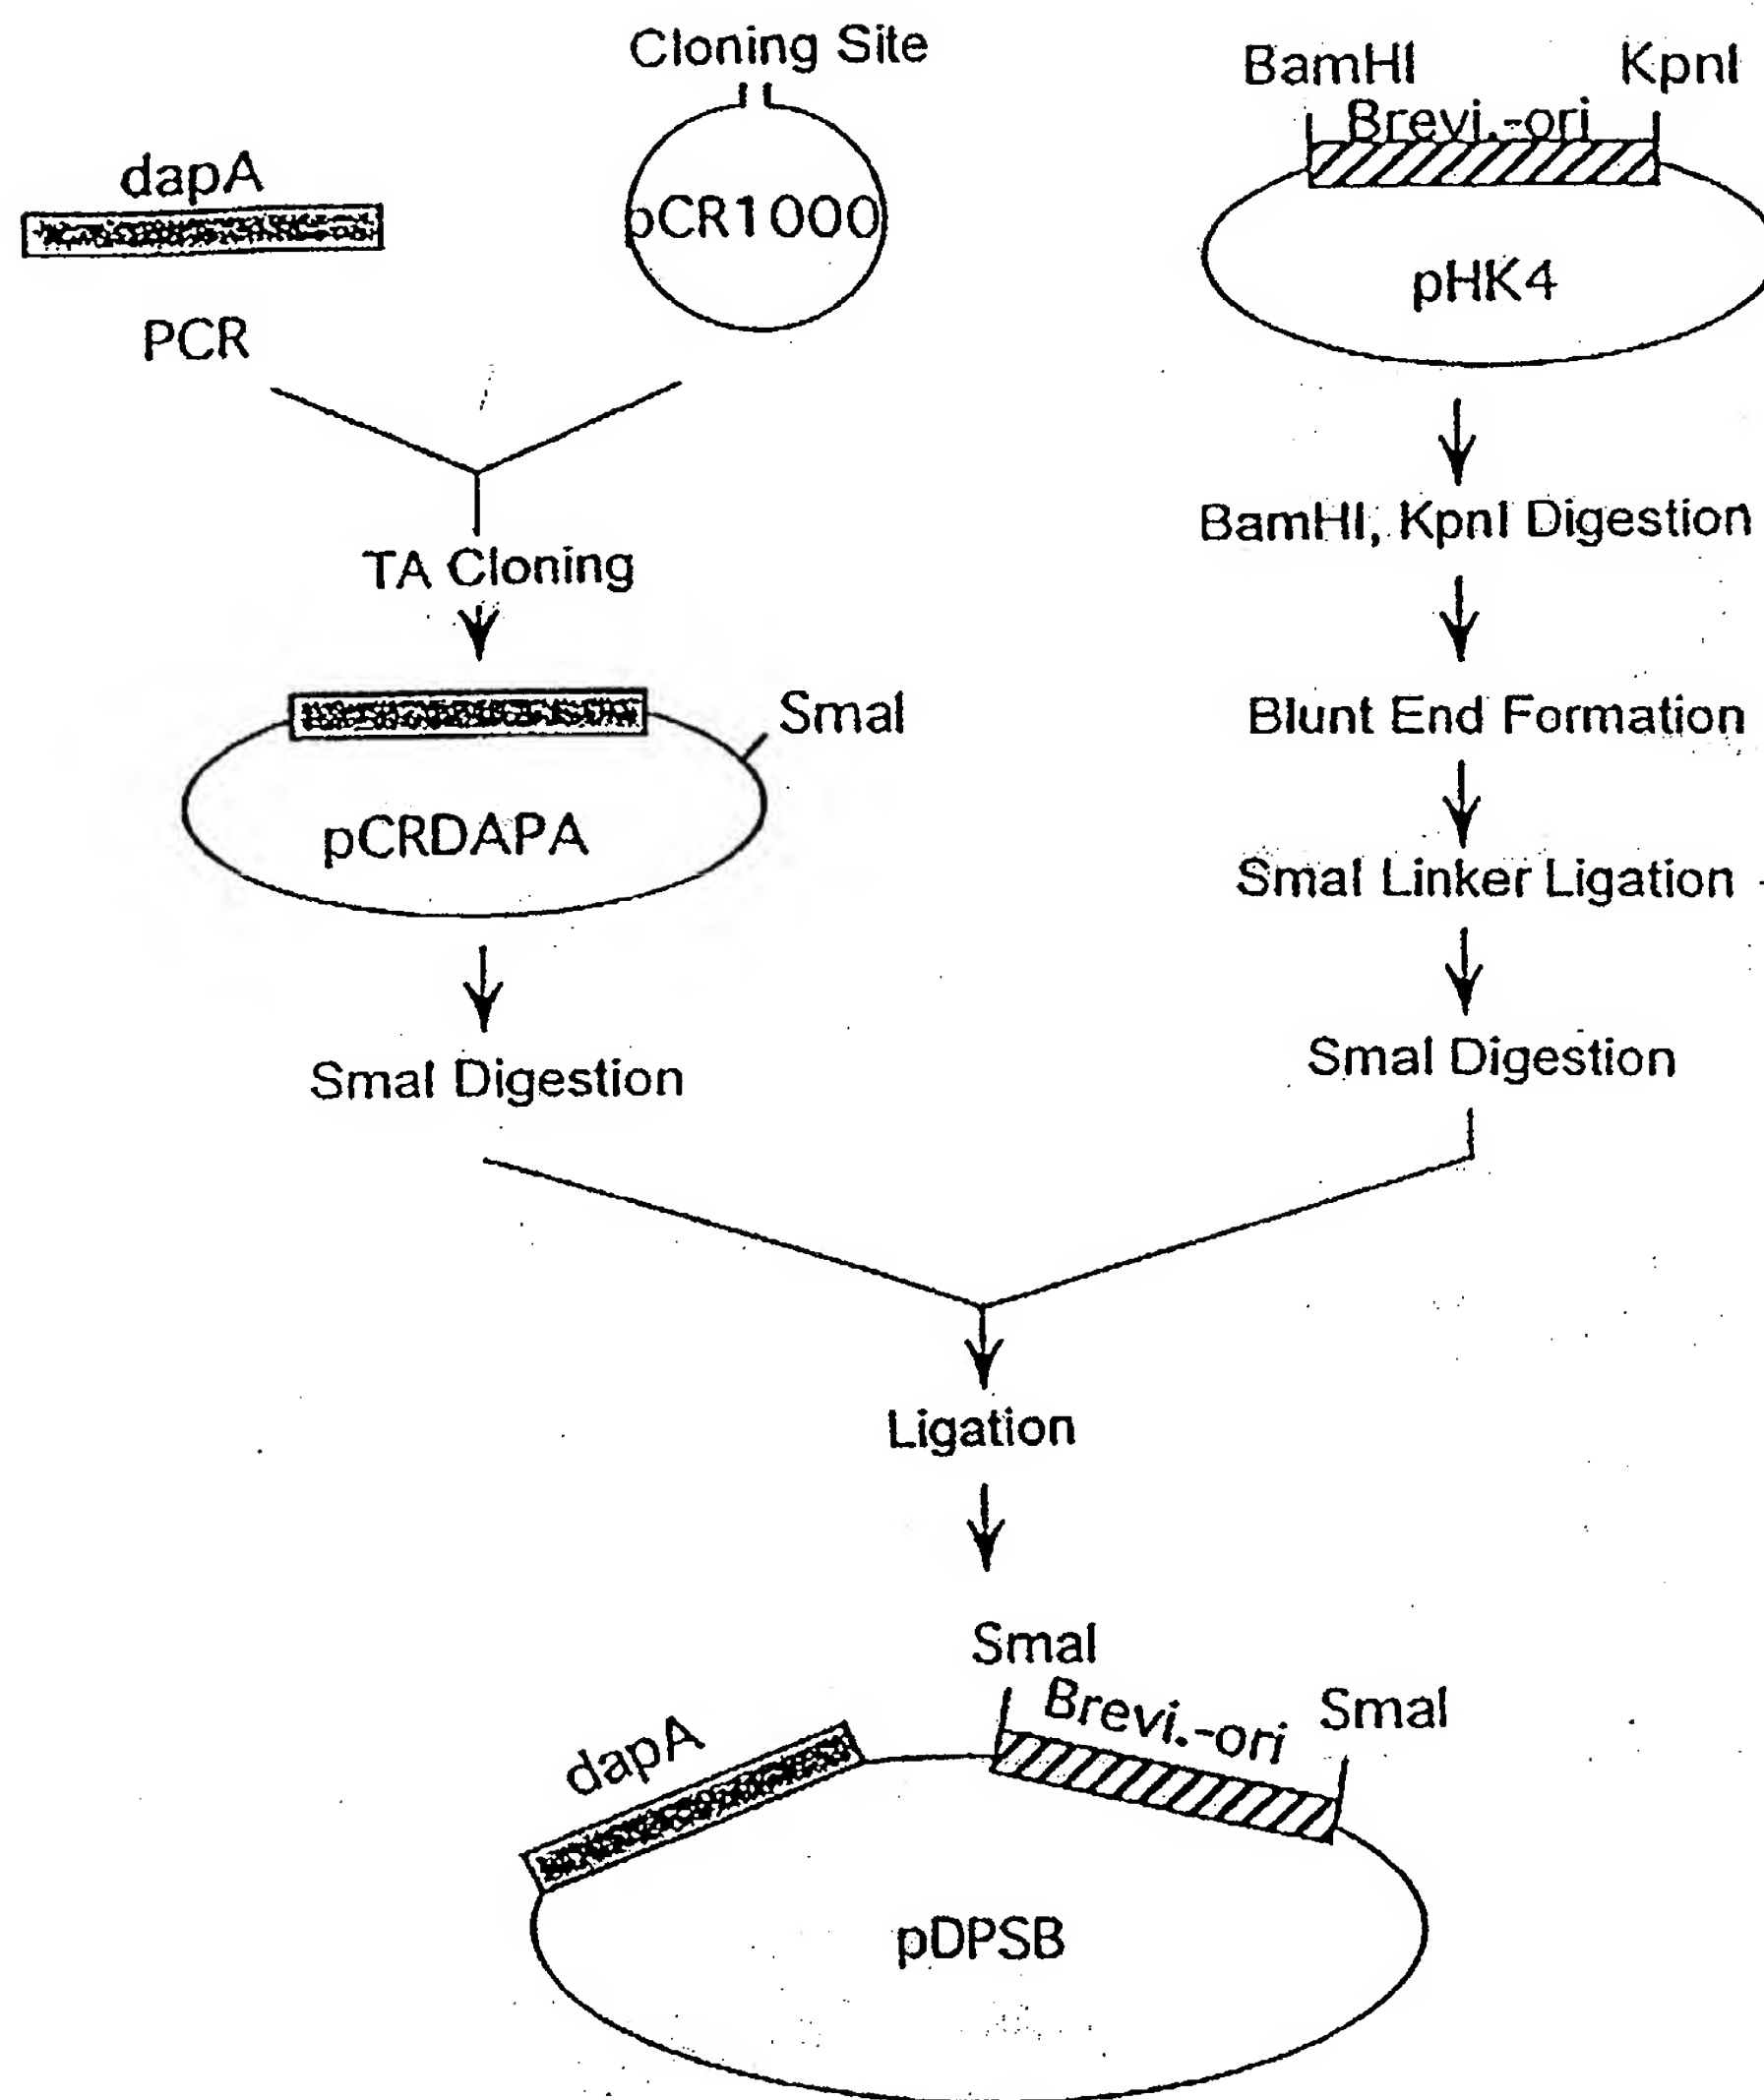 Cloning Site
BamHI
KpnI
Brevi.-ori
dapA
pCR1000
pHK4
PCR
BamHI, KpnI Digestion
TA Cloning
SmaI
Blunt End Formation
pCRDAPA
SmaI Linker Ligation
SmaI Digestion
SmaI Digestion
Ligation
SmaI
Brevi.-ori
SmaI
dapA
pDPSB